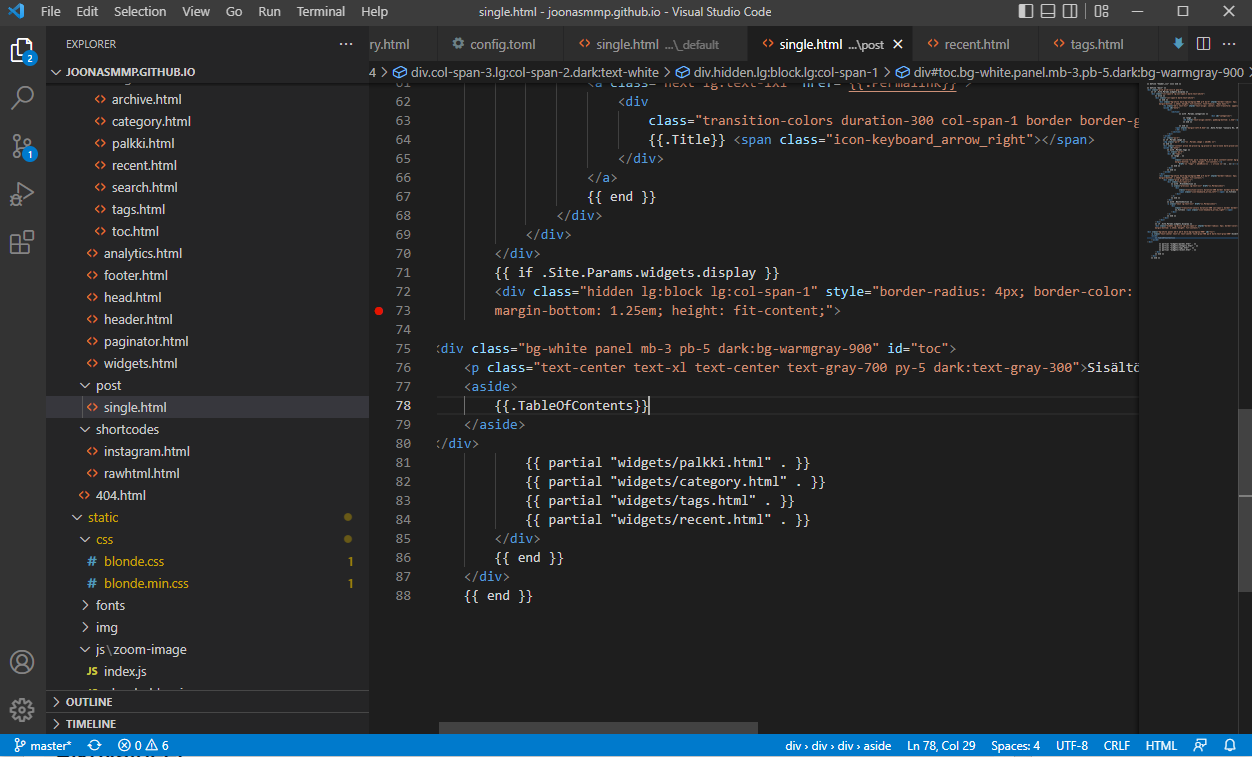 File Edit Selection View Go Run Terminal Help single.html - joonasmmp.github.io - Visual Studio Code
EXPLORER
ry.html config.toml single.html ...\_default single.html ...\post recent.html tags.html
JOONASMMP.GITHUB.IO
4 > div.col-span-3.lg:col-span-2.dark:text-white > div.hidden.lg:block.lg:col-span-1 > div#toc.bg-white.panel.mb-3.pb-5.dark:bg-warmgray-900
archive.html
category.html
palkki.html
recent.html
search.html
tags.html
toc.html
analytics.html
footer.html
head.html
header.html
paginator.html
widgets.html
post
single.html
shortcodes
instagram.html
rawhtml.html
404.html
static
css
# blonde.css 1
# blonde.min.css 1
fonts
img
js\zoom-image
JS index.js
OUTLINE
TIMELINE
62 <div
63 class="transition-colors duration-300 col-span-1 border border-g
64 {{.Title}} <span class="icon-keyboard_arrow_right"></span>
65 </div>
66 </a>
67 {{ end }}
68 </div>
69 </div>
70 </div>
71 {{ if .Site.Params.widgets.display }}
72 <div class="hidden lg:block lg:col-span-1" style="border-radius: 4px; border-color:
73 margin-bottom: 1.25em; height: fit-content;">
74
75 <div class="bg-white panel mb-3 pb-5 dark:bg-warmgray-900" id="toc">
76 <p class="text-center text-xl text-center text-gray-700 py-5 dark:text-gray-300">Sisältö
77 <aside>
78 {{.TableOfContents}}
79 </aside>
80 </div>
81 {{ partial "widgets/palkki.html" . }}
82 {{ partial "widgets/category.html" . }}
83 {{ partial "widgets/tags.html" . }}
84 {{ partial "widgets/recent.html" . }}
85 </div>
86 {{ end }}
87 </div>
88 {{ end }}
2
1
master* 0 6 div › div › div › aside Ln 78, Col 29 Spaces: 4 UTF-8 CRLF HTML